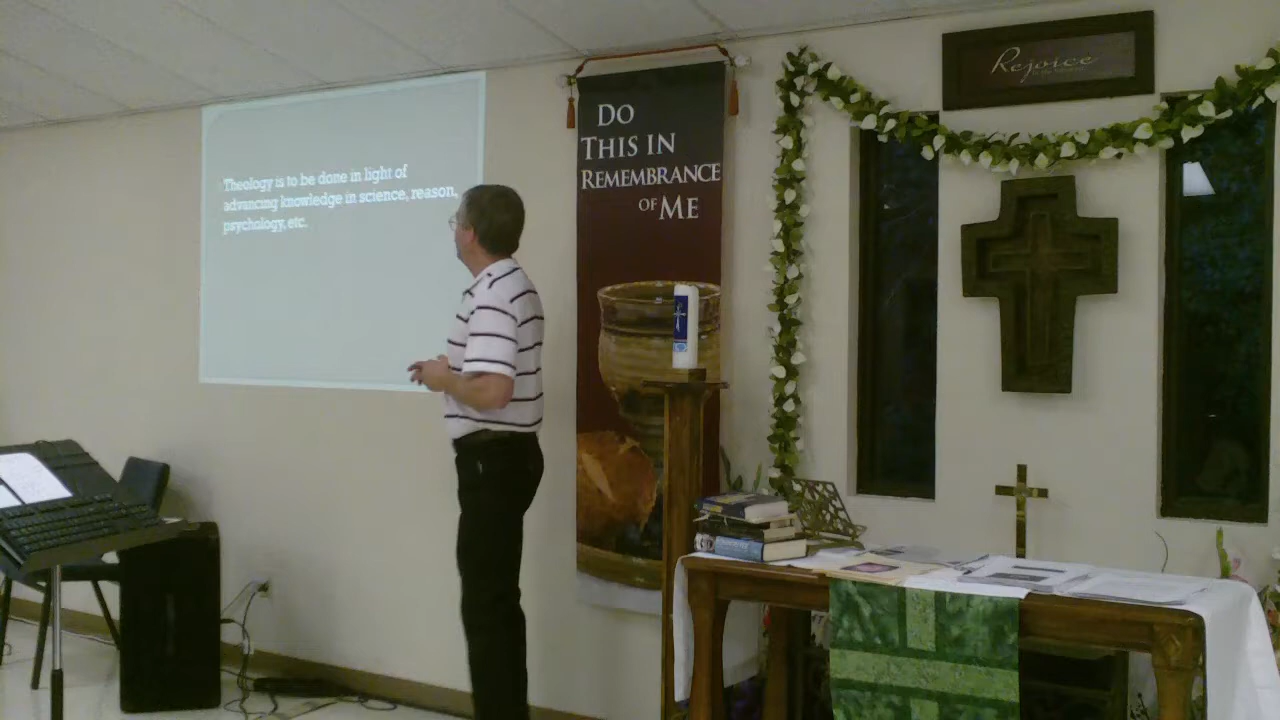 Theology is to be done in light of
advancing knowledge in science, reason,
psychology, etc.
DO
THIS IN
REMEMBRANCE
OF ME
Rejoice